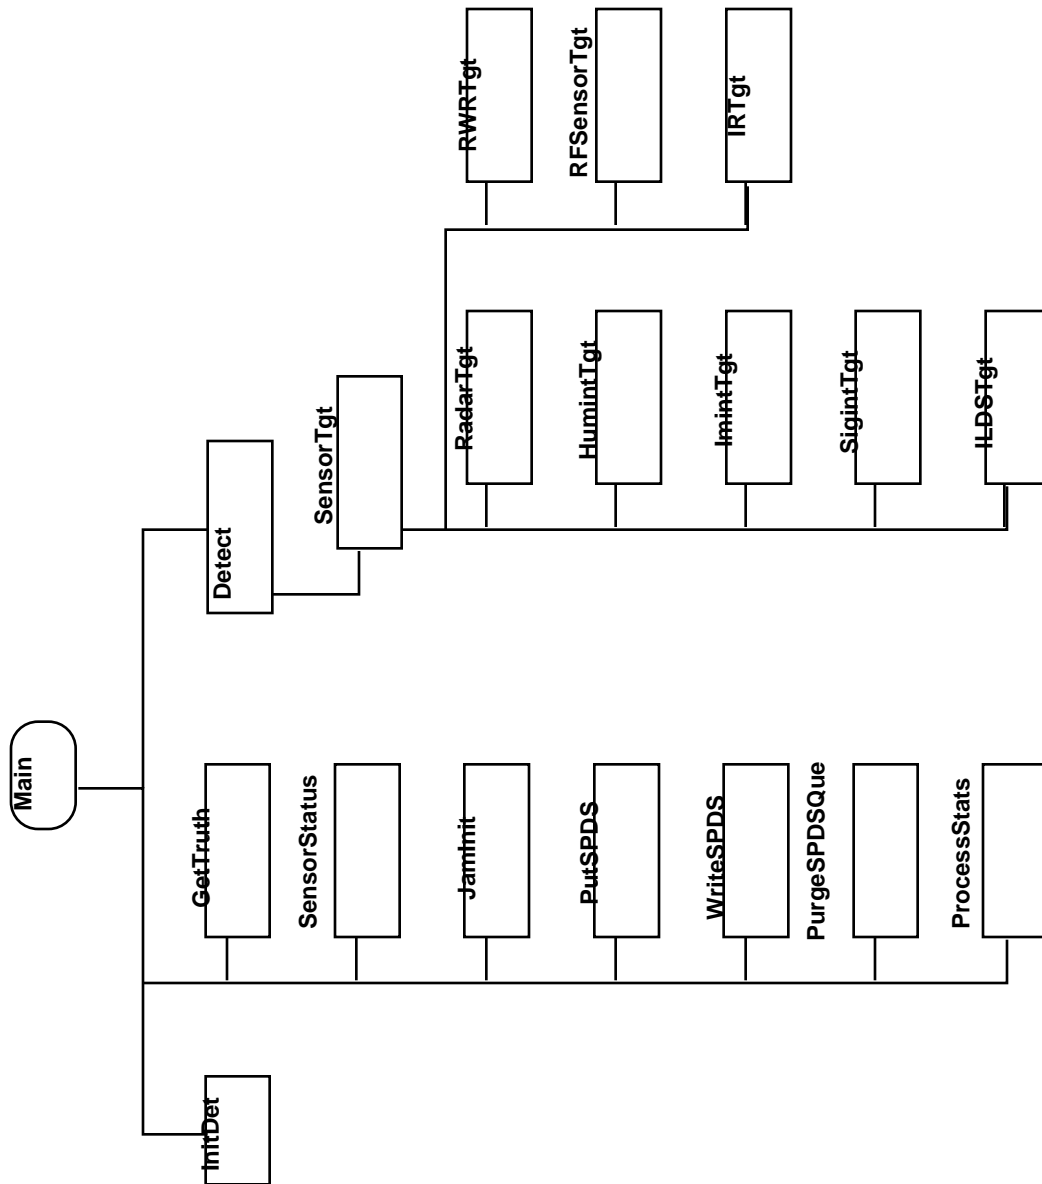 Main
InitDet
GetTruth
SensorStatus
JamInit
PutSPDS
WriteSPDS
PurgeSPDSQue
ProcessStats
Detect
SensorTgt
RadarTgt
HumintTgt
ImintTgt
SigintTgt
ILDSTgt
RWRTgt
RFSensorTgt
IRTgt